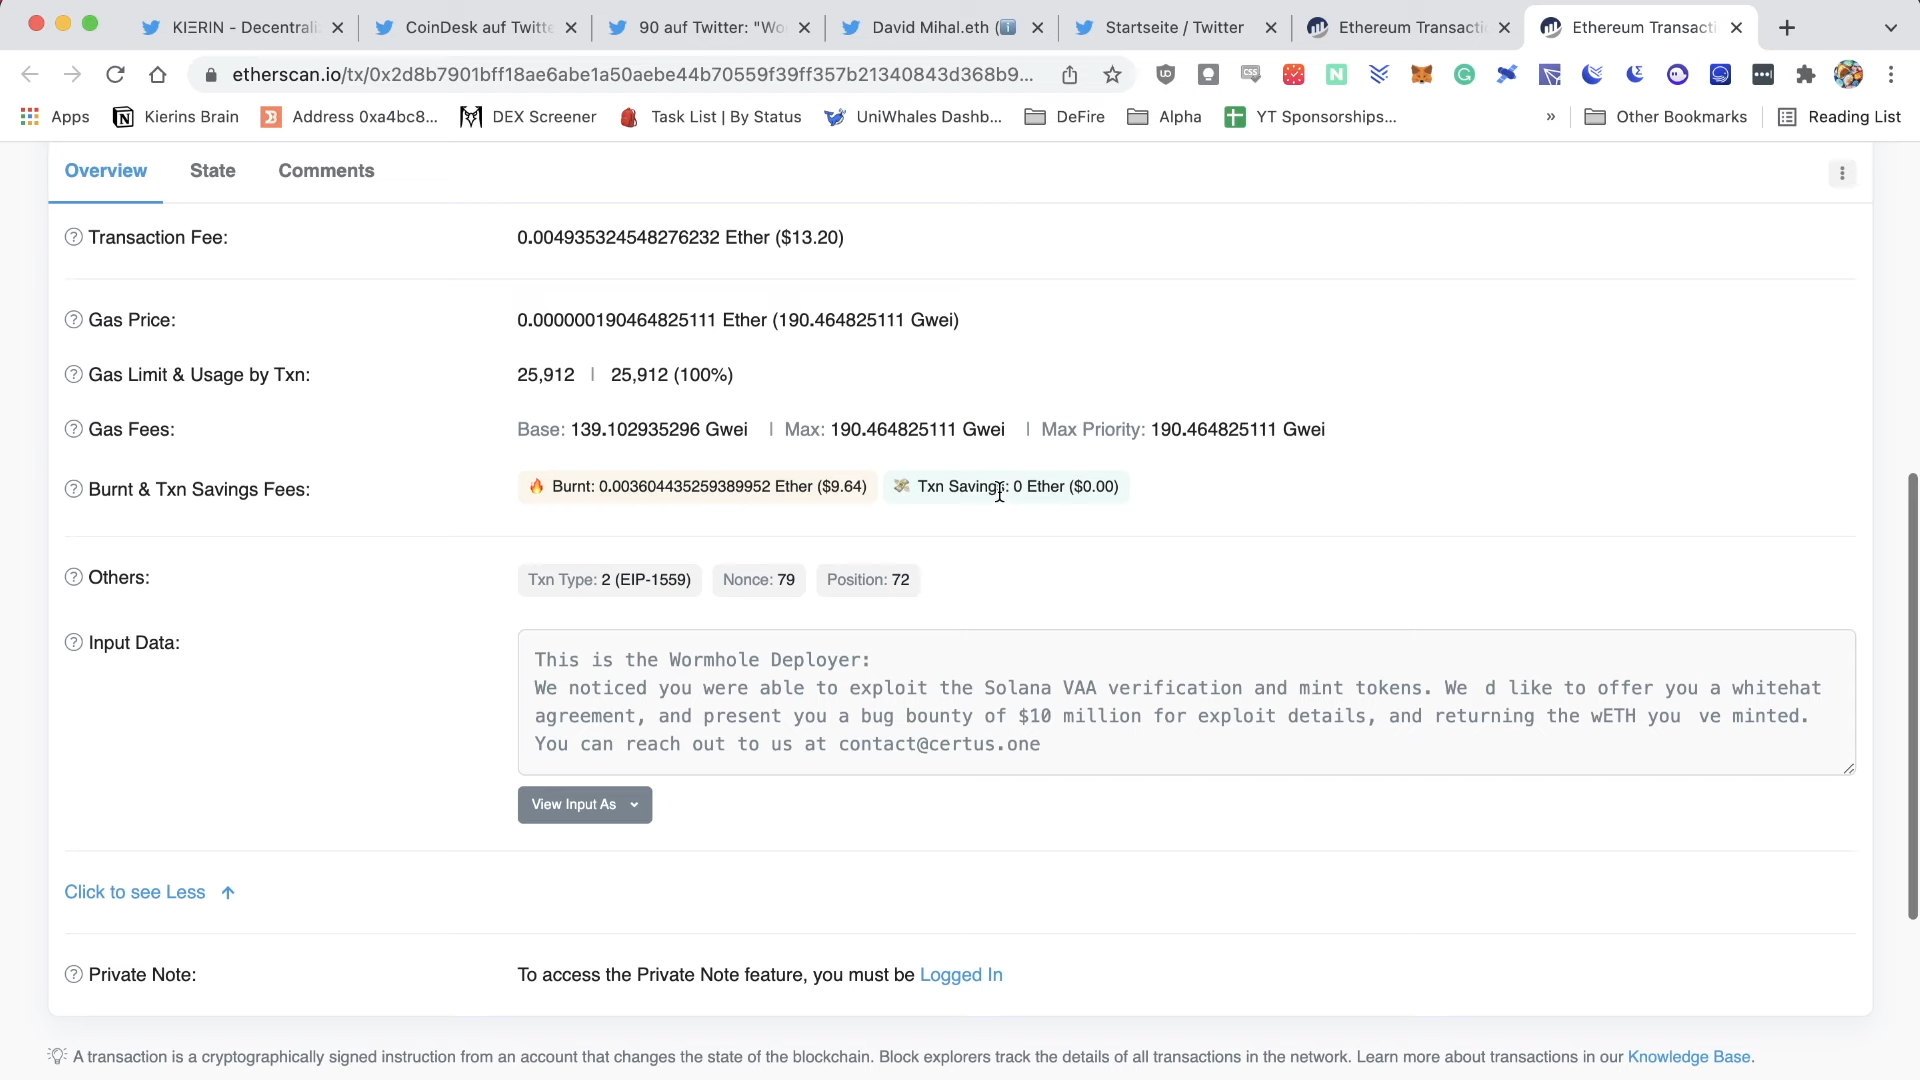 KIΞRIN - Decentrali
CoinDesk auf Twitte
90 auf Twitter: "Wo
David Mihal.eth (
Startseite / Twitter
Ethereum Transacti
Ethereum Transacti
etherscan.io/tx/0x2d8b7901bff18ae6abe1a50aebe44b70559f39ff357b21340843d368b9...
Apps
Kierins Brain
Address 0xa4bc8...
DEX Screener
Task List | By Status
UniWhales Dashb...
DeFire
Alpha
YT Sponsorships...
»
Other Bookmarks
Reading List
Overview State Comments
Transaction Fee: 0.004935324548276232 Ether ($13.20)
Gas Price: 0.000000190464825111 Ether (190.464825111 Gwei)
Gas Limit & Usage by Txn: 25,912 | 25,912 (100%)
Gas Fees: Base: 139.102935296 Gwei | Max: 190.464825111 Gwei | Max Priority: 190.464825111 Gwei
Burnt & Txn Savings Fees: Burnt: 0.003604435259389952 Ether ($9.64) Txn Savings: 0 Ether ($0.00)
Others: Txn Type: 2 (EIP-1559) Nonce: 79 Position: 72
Input Data:
This is the Wormhole Deployer:
We noticed you were able to exploit the Solana VAA verification and mint tokens. We d like to offer you a whitehat
agreement, and present you a bug bounty of $10 million for exploit details, and returning the wETH you ve minted.
You can reach out to us at contact@certus.one
View Input As
Click to see Less
Private Note: To access the Private Note feature, you must be Logged In
A transaction is a cryptographically signed instruction from an account that changes the state of the blockchain. Block explorers track the details of all transactions in the network. Learn more about transactions in our Knowledge Base.